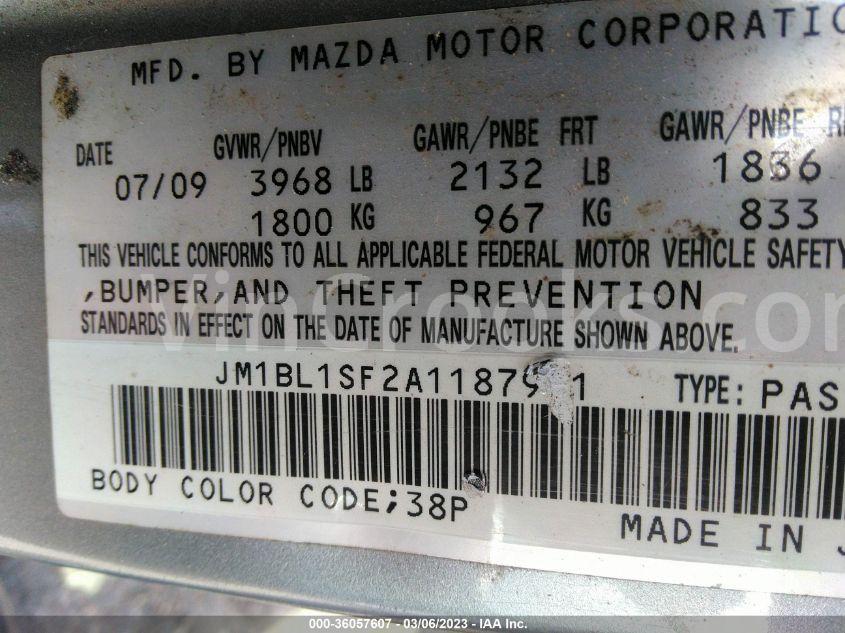 MFD. BY MAZDA MOTOR CORPORATIO
DATE GVWR/PNBV GAWR/PNBE FRT GAWR/PNBE R
07/09 3968 LB 2132 LB 1836
1800 KG 967 KG 833
THIS VEHICLE CONFORMS TO ALL APPLICABLE FEDERAL MOTOR VEHICLE SAFETY
,BUMPER,AND THEFT PREVENTION
STANDARDS IN EFFECT ON THE DATE OF MANUFACTURE SHOWN ABOVE.
VinCrooks.com
TYPE: PAS
BODY COLOR CODE;38P
MADE IN J
000-36057607 - 03/06/2023 - IAA Inc.